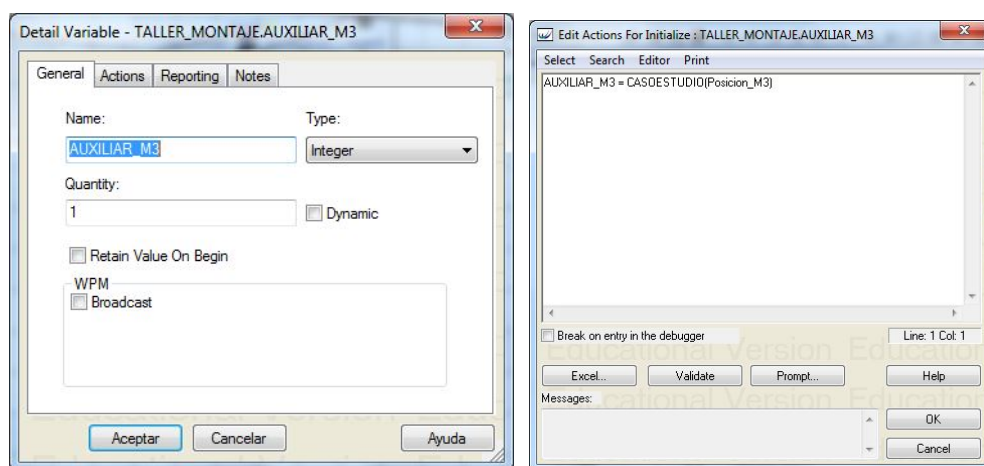 Detail Variable - TALLER_MONTAJE.AUXILIAR_M3
General Actions Reporting Notes
Name: Type:
AUXILIAR_M3 Integer
Quantity:
1 Dynamic
Retain Value On Begin
WPM
Broadcast
Aceptar Cancelar Ayuda
Edit Actions For Initialize : TALLER_MONTAJE.AUXILIAR_M3
Select Search Editor Print
AUXILIAR_M3 = CASOESTUDIO(Posicion_M3)
Break on entry in the debugger Line: 1 Col: 1
Educational Version
Excel... Validate Prompt... Help
Messages:
OK
Cancel